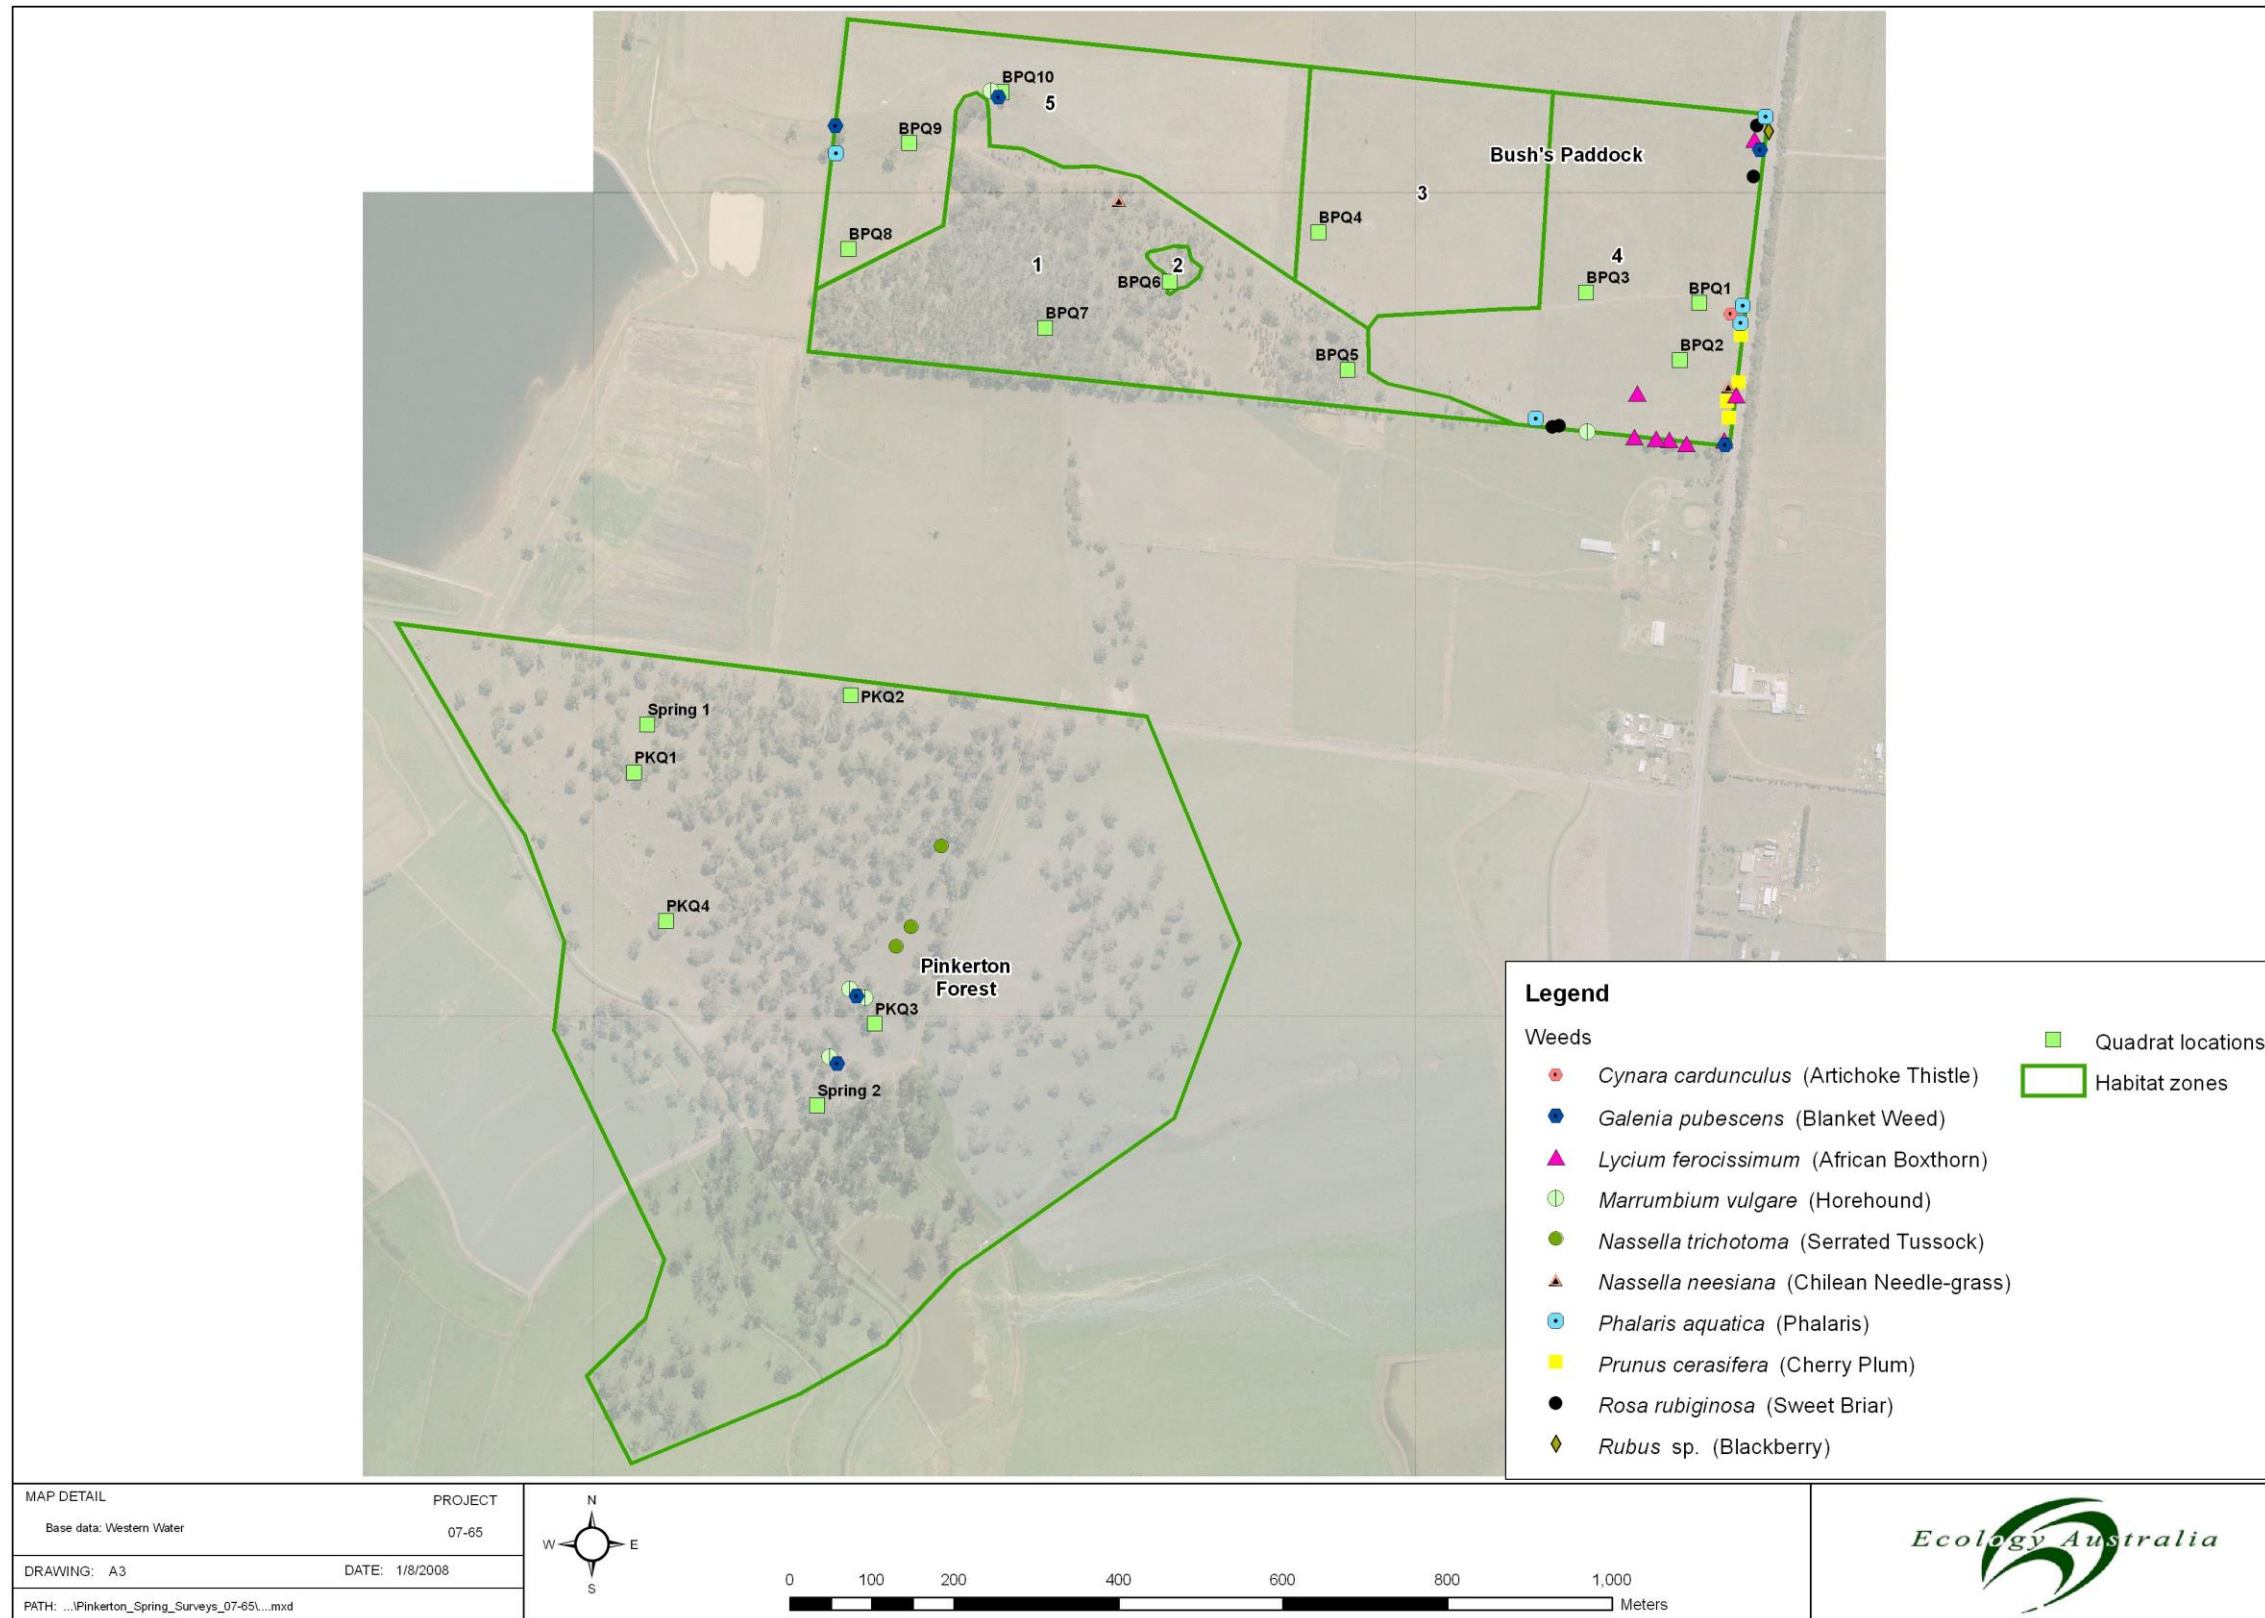 BPQ10
5
BPQ9
Bush's Paddock
3
BPQ4
BPQ8
4
1
2
BPQ6
BPQ3
BPQ1
BPQ7
BPQ5
BPQ2
PKQ2
Spring 1
PKQ1
PKQ4
Pinkerton
Forest
PKQ3
Spring 2
Legend
Weeds
Cynara cardunculus (Artichoke Thistle)
Galenia pubescens (Blanket Weed)
Lycium ferocissimum (African Boxthorn)
Marrumbium vulgare (Horehound)
Nassella trichotoma (Serrated Tussock)
Nassella neesiana (Chilean Needle-grass)
Phalaris aquatica (Phalaris)
Prunus cerasifera (Cherry Plum)
Rosa rubiginosa (Sweet Briar)
Rubus sp. (Blackberry)
Quadrat locations
Habitat zones
MAP DETAIL
Base data: Western Water
PROJECT
07-65
DRAWING: A3
DATE: 1/8/2008
PATH: ...\Pinkerton_Spring_Surveys_07-65\....mxd
N
W E
S
0 100 200 400 600 800 1,000
Meters
Ecology Australia